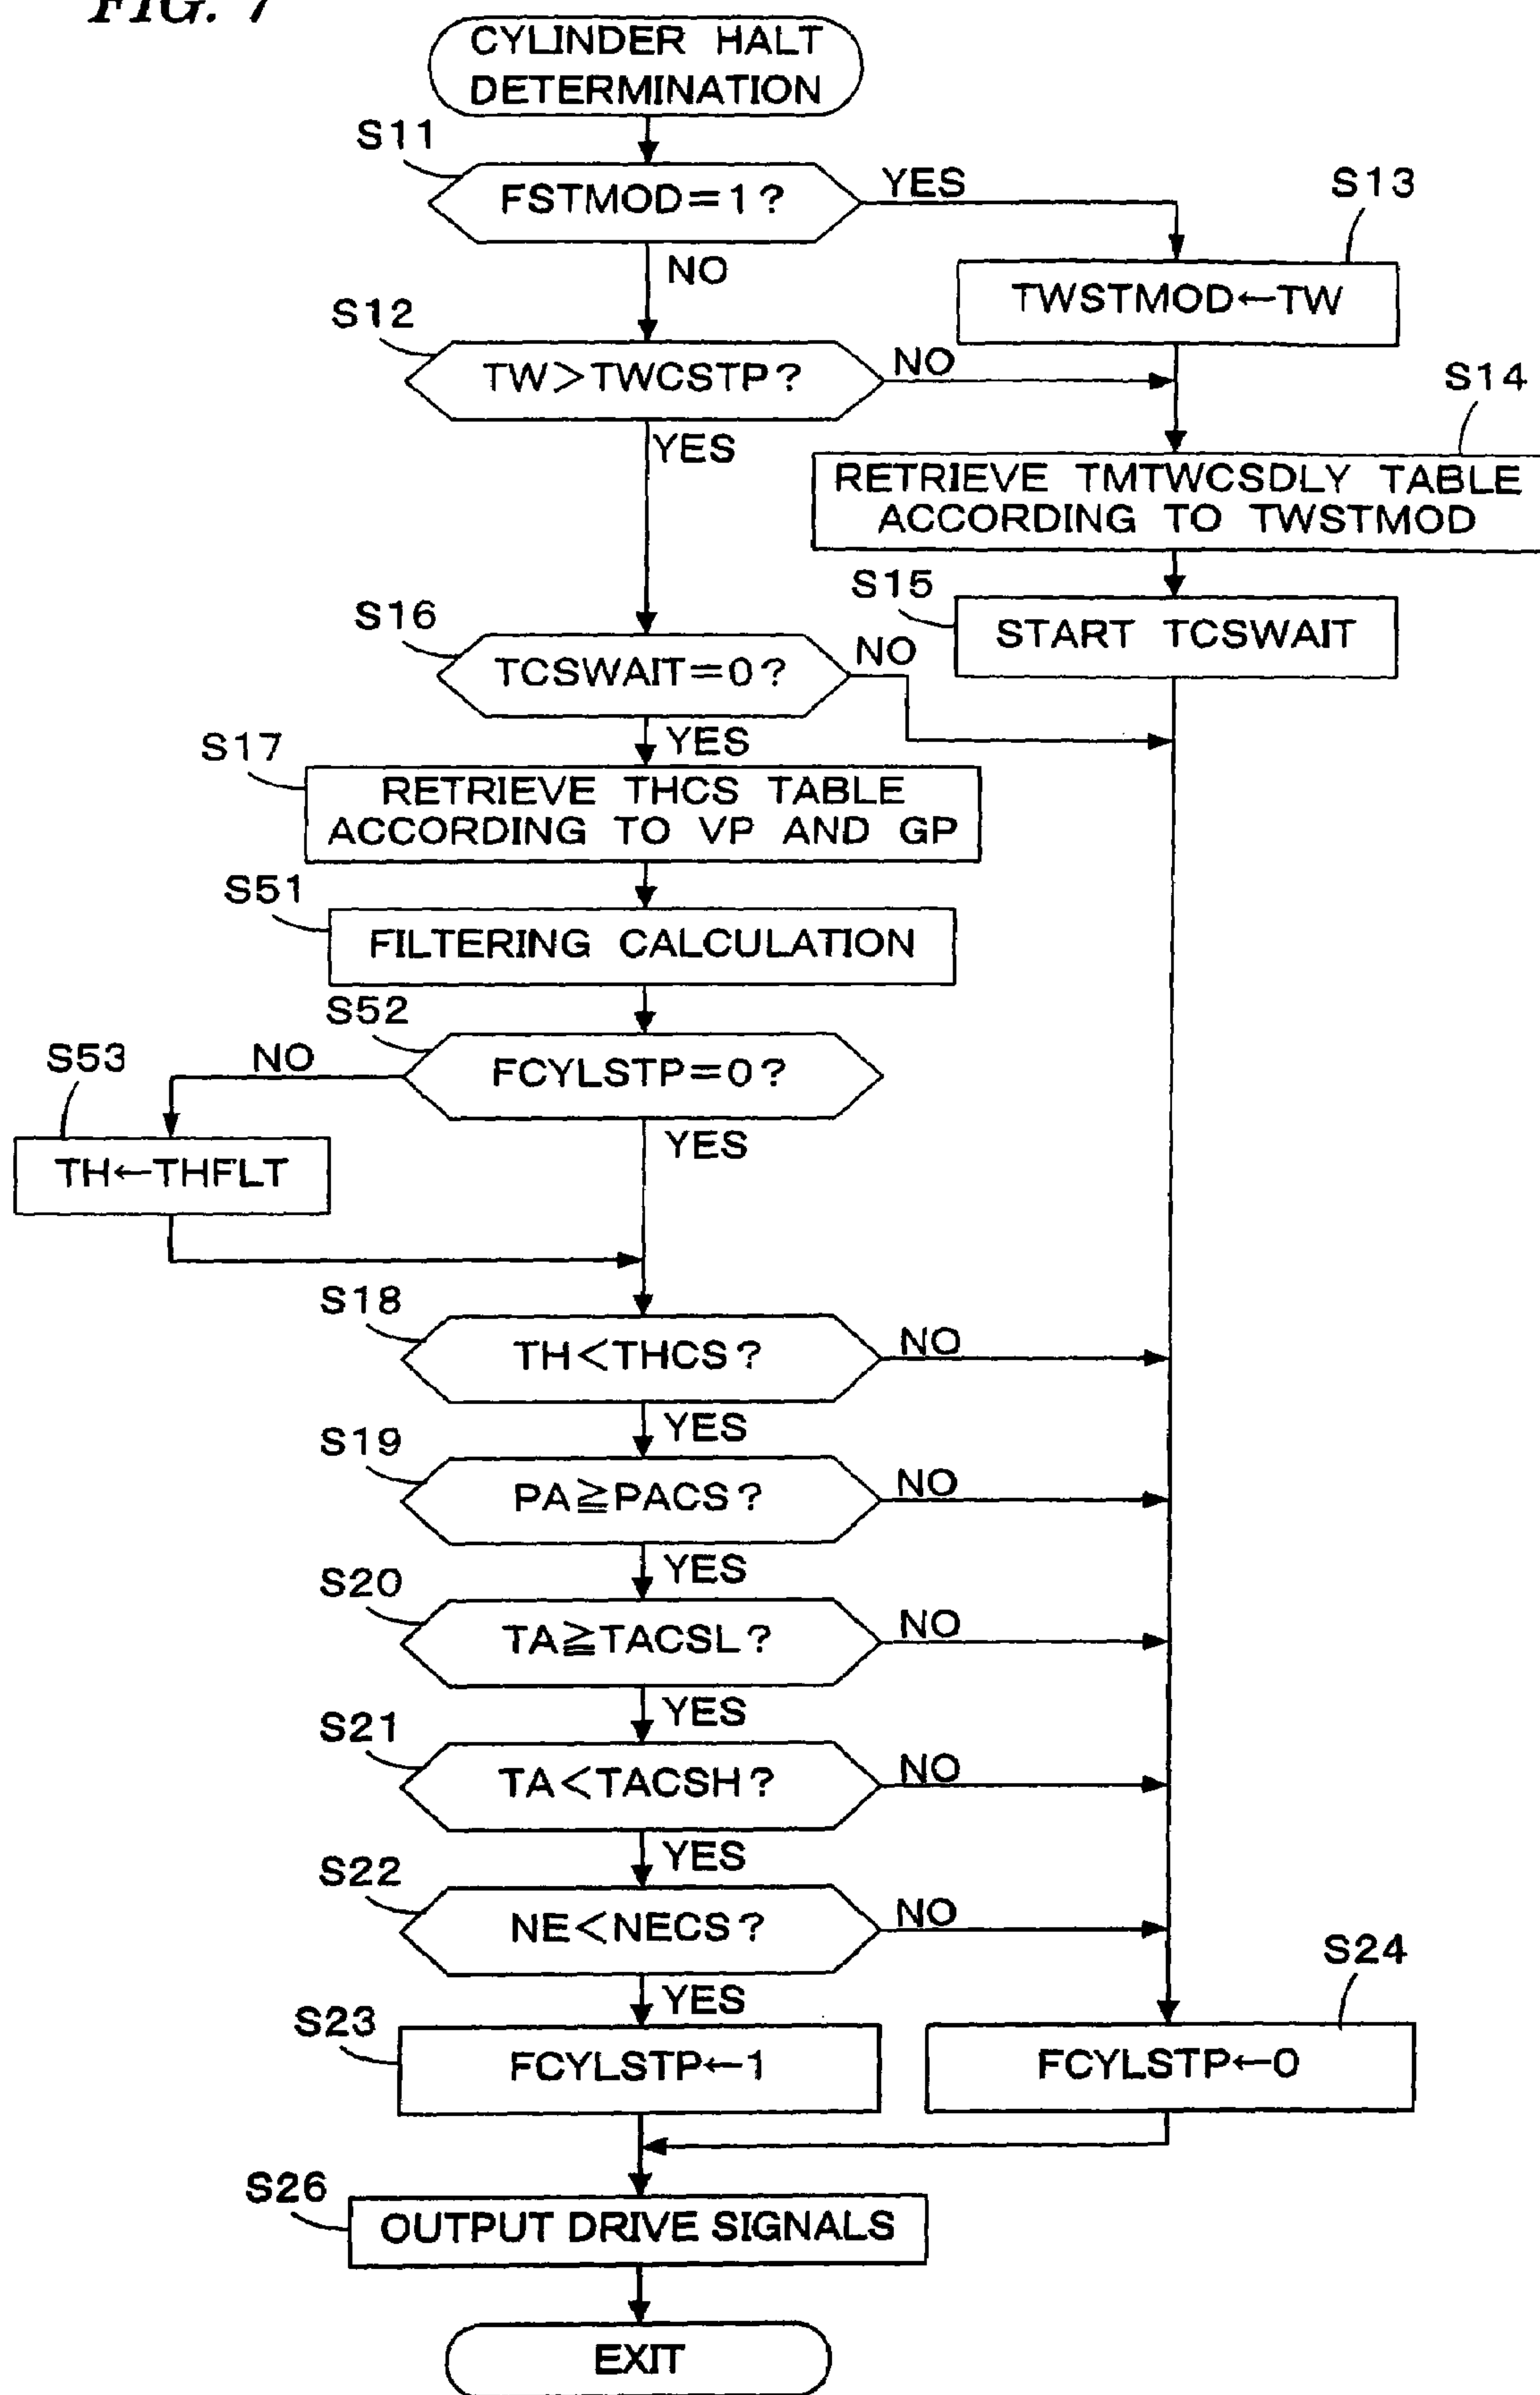 FIG. 7
CYLINDER HALT
DETERMINATION
S11
FSTMOD=1?
YES
NO
S13
TWSTMOD←TW
S12
TW>TWCSTP?
NO
YES
S14
RETRIEVE TMTWCSDLY TABLE
ACCORDING TO TWSTMOD
S15
START TCSWAIT
S16
TCSWAIT=0?
NO
YES
S17
RETRIEVE THCS TABLE
ACCORDING TO VP AND GP
S51
FILTERING CALCULATION
S52
FCYLSTP=0?
NO
YES
S53
TH←THFLT
S18
TH<THCS?
NO
YES
S19
PA≧PACS?
NO
YES
S20
TA≧TACSL?
NO
YES
S21
TA<TACSH?
NO
YES
S22
NE<NECS?
NO
YES
S23
FCYLSTP←1
S24
FCYLSTP←0
S26
OUTPUT DRIVE SIGNALS
EXIT